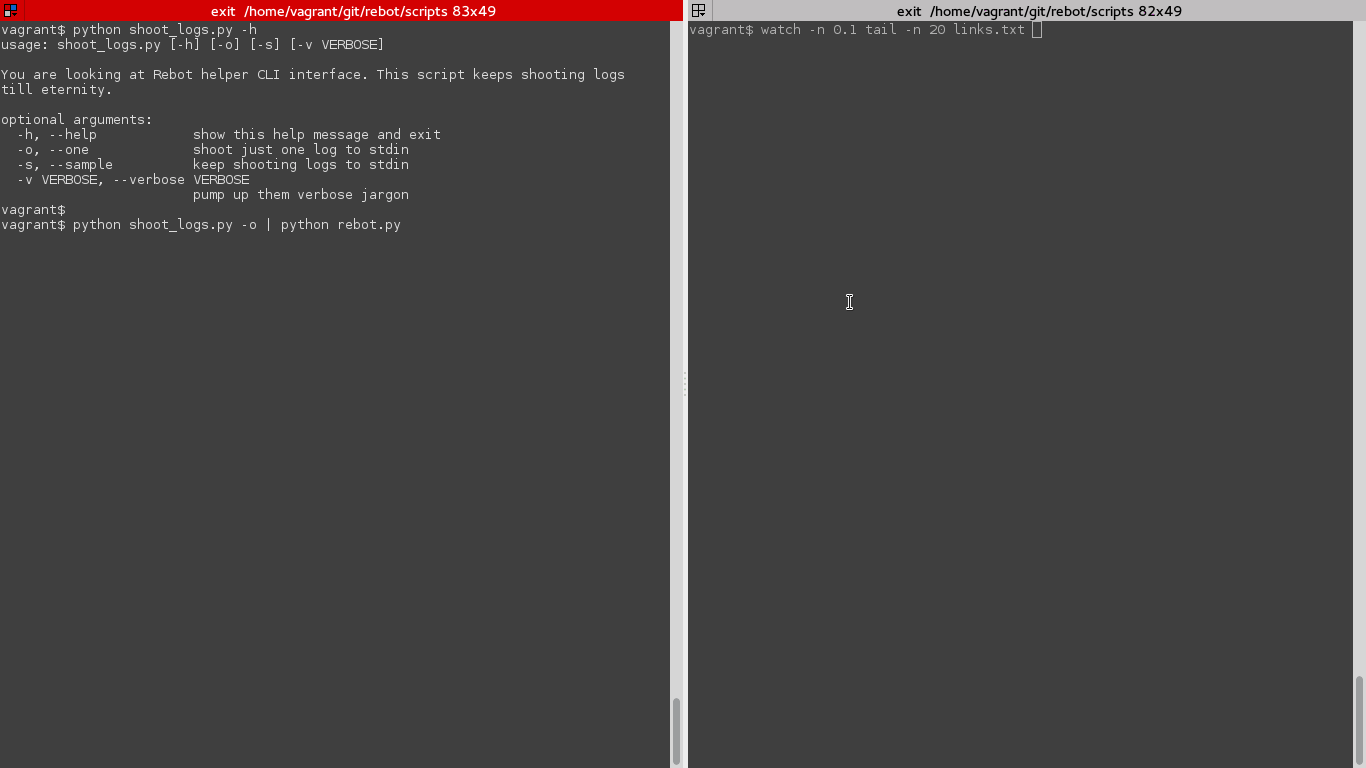 exit  /home/vagrant/git/rebot/scripts 83x49
vagrant$ python shoot_logs.py -h
usage: shoot_logs.py [-h] [-o] [-s] [-v VERBOSE]
You are looking at Rebot helper CLI interface. This script keeps shooting logs
till eternity.
optional arguments:
  -h, --help            show this help message and exit
  -o, --one             shoot just one log to stdin
  -s, --sample          keep shooting logs to stdin
  -v VERBOSE, --verbose VERBOSE
                        pump up them verbose jargon
vagrant$
vagrant$ python shoot_logs.py -o | python rebot.py
exit  /home/vagrant/git/rebot/scripts 82x49
vagrant$ watch -n 0.1 tail -n 20 links.txt